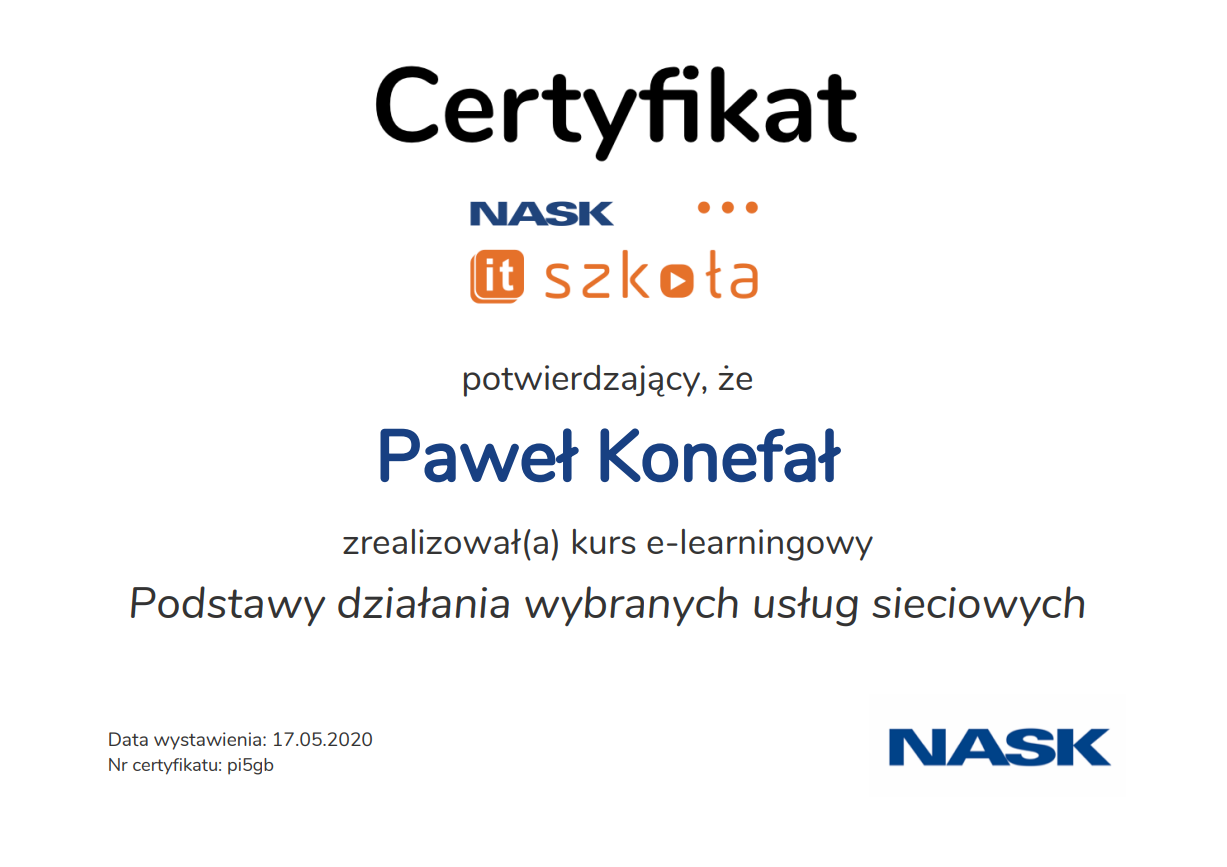 Certyfikat
NASK
it szkoła
potwierdzający, że
Paweł Konefał
zrealizował(a) kurs e-learningowy
Podstawy działania wybranych usług sieciowych
Data wystawienia: 17.05.2020
Nr certyfikatu: pi5gb
NASK